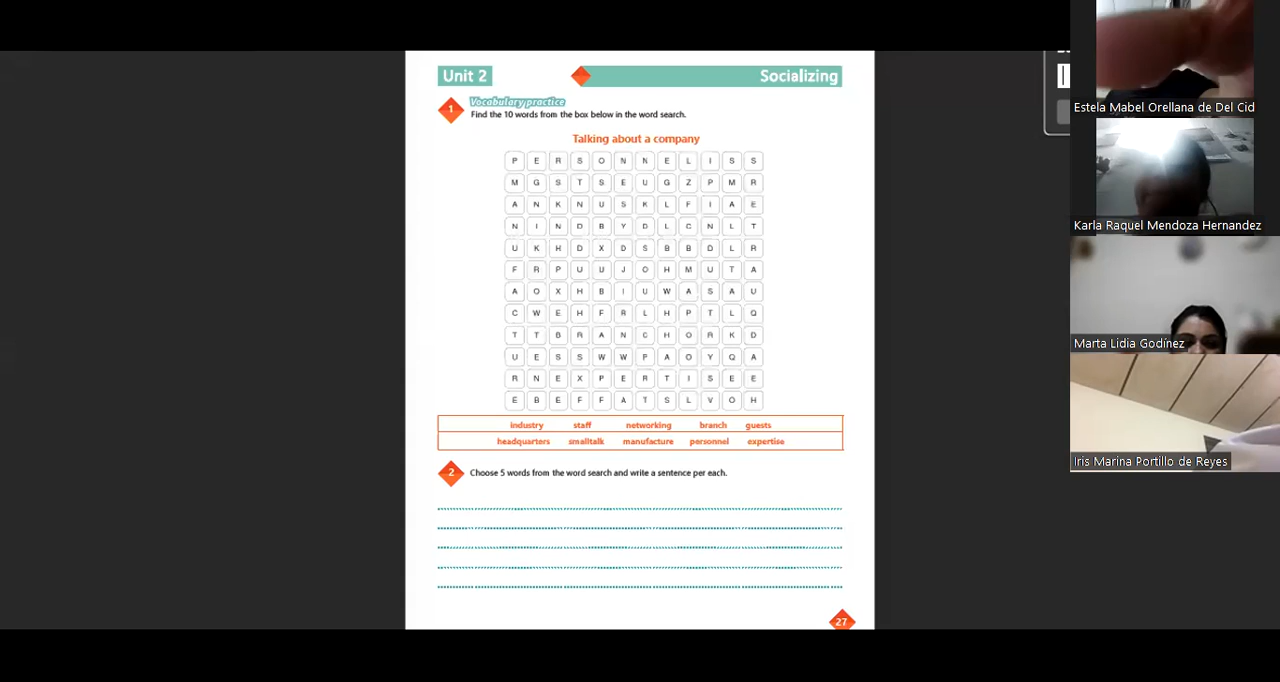 Unit 2
Socializing
1
Vocabulary practice
Find the 10 words from the box below in the word search.
Talking about a company
P E R S O N N E L I S S
M G S T S E U G Z P M R
A N K N U S K L F I A E
N I N D B Y D L C N L T
U K H D X D S B B D L R
F R P U U J O H M U T A
A O X H B I U W A S A U
C W E H F R L H P T L Q
T T B R A N C H O R K D
U E S S W W P A O Y Q A
R N E X P E R T I S E E
E B E F F A T S L V O H
industry staff networking branch guests
headquarters smalltalk manufacture personnel expertise
2
Choose 5 words from the word search and write a sentence per each.
27
Estela Mabel Orellana de Del Cid
Karla Raquel Mendoza Hernandez
Marta Lidia Godínez
Iris Marina Portillo de Reyes